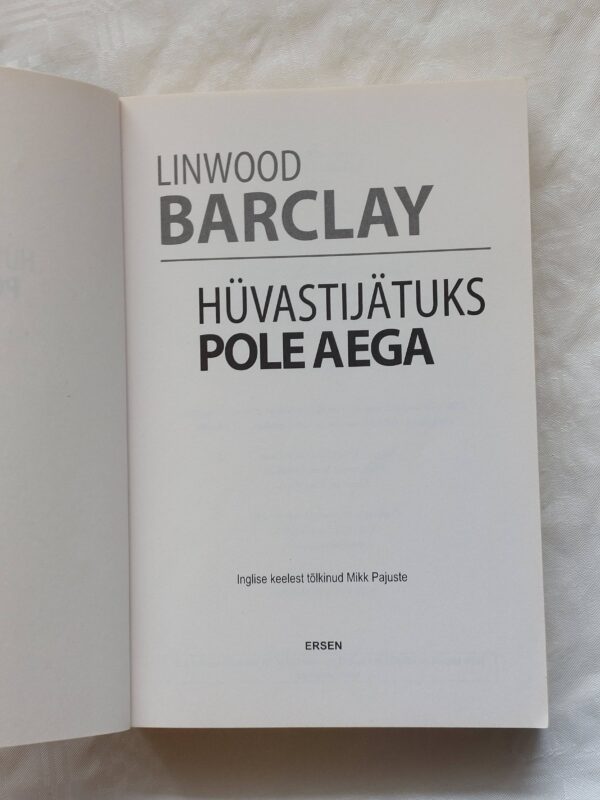 LINWOOD
BARCLAY
HÜVASTIJÄTUKS
POLE AEGA
Inglise keelest tõlkinud Mikk Pajuste
ERSEN